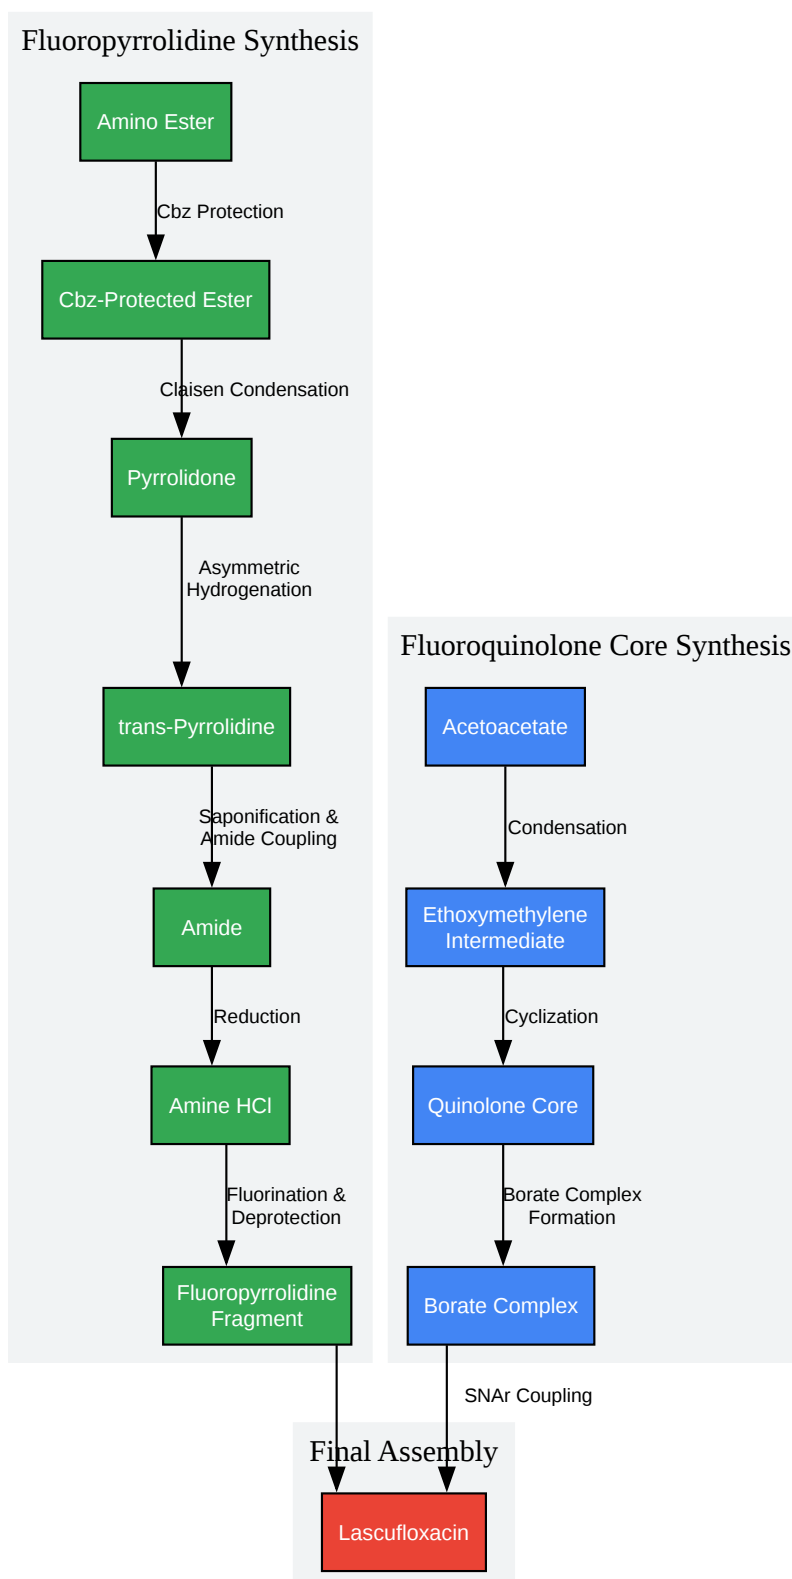 Fluoropyrrolidine Synthesis
Amino Ester
Cbz Protection
Cbz-Protected Ester
Claisen Condensation
Pyrrolidone
Asymmetric
Hydrogenation
trans-Pyrrolidine
Saponification &
Amide Coupling
Amide
Reduction
Amine HCl
Fluorination &
Deprotection
Fluoropyrrolidine
Fragment
Fluoroquinolone Core Synthesis
Acetoacetate
Condensation
Ethoxymethylene
Intermediate
Cyclization
Quinolone Core
Borate Complex
Formation
Borate Complex
SNAr Coupling
Final Assembly
Lascufloxacin